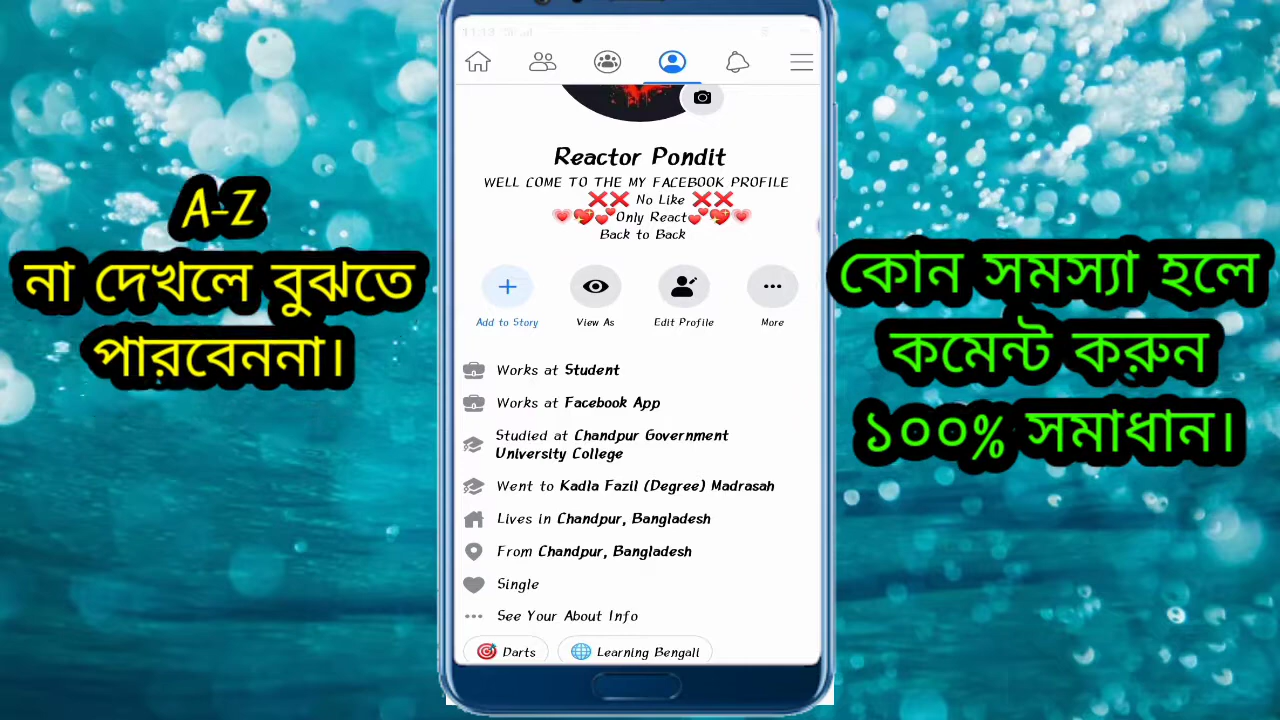 A-Z
না দেখলে বুঝতে
পারবেননা।
Reactor Pondit
WELL COME TO THE MY FACEBOOK PROFILE
❌❌ No Like ❌❌
💗💖💕Only React💕💖💗
Back to Back
Add to Story
View As
Edit Profile
More
Works at Student
Works at Facebook App
Studied at Chandpur Government
University College
Went to Kadla Fazil (Degree) Madrasah
Lives in Chandpur, Bangladesh
From Chandpur, Bangladesh
Single
See Your About Info
🎯 Darts
🌐 Learning Bengali
কোন সমস্যা হলে
কমেন্ট করুন
১০০% সমাধান।